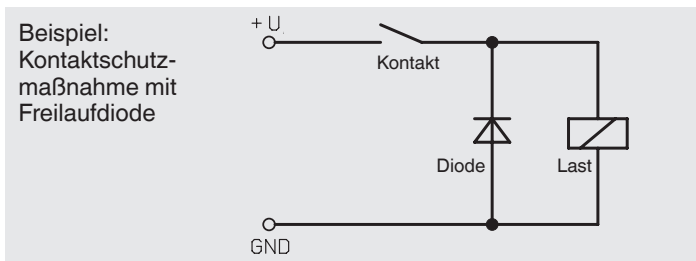 Beispiel:
Kontaktschutz-
maßnahme mit
Freilaufdiode
+ U
Kontakt
Diode
Last
GND